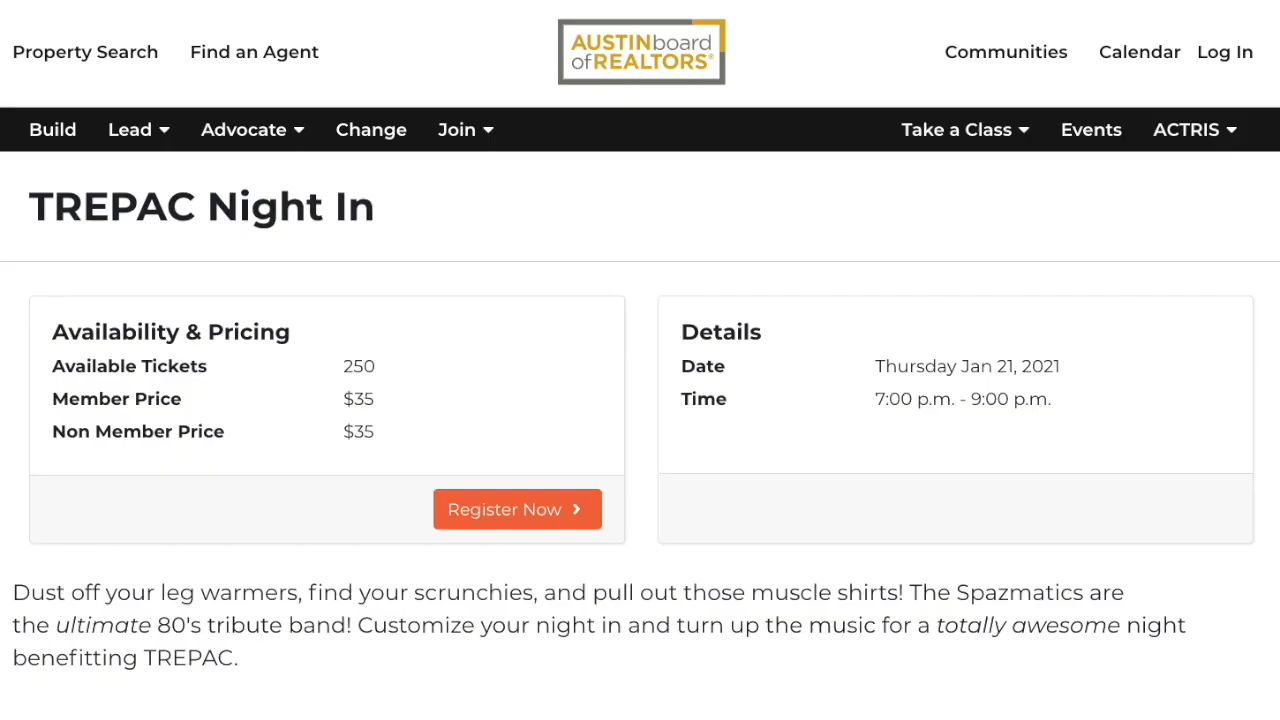 Property Search Find an Agent AUSTINboard Communities Calendar Log In
ofREALTORS®
Build Lead Advocate Change Join Take a Class Events ACTRIS
TREPAC Night In
Availability & Pricing
Available Tickets 250
Member Price $35
Non Member Price $35
Register Now
Details
Date Thursday Jan 21, 2021
Time 7:00 p.m. - 9:00 p.m.
Dust off your leg warmers, find your scrunchies, and pull out those muscle shirts! The Spazmatics are
the ultimate 80's tribute band! Customize your night in and turn up the music for a totally awesome night
benefitting TREPAC.